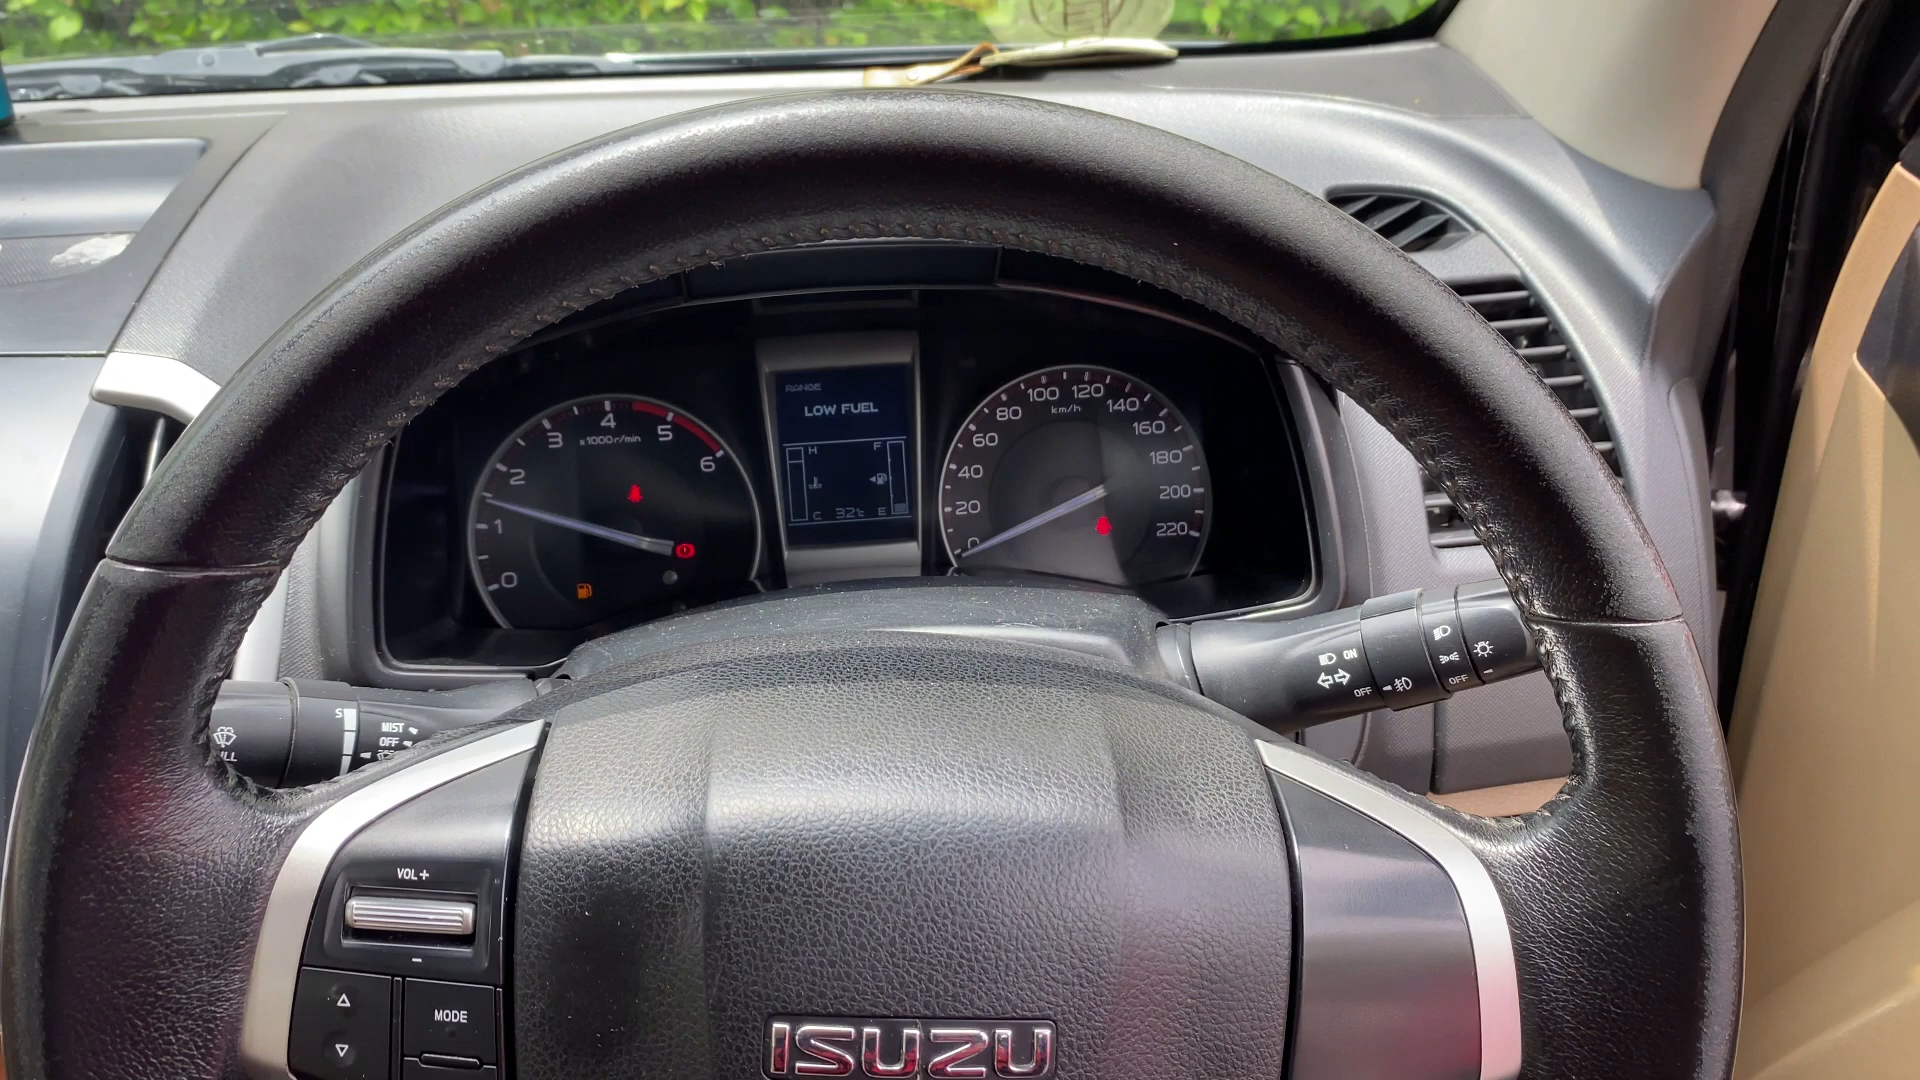 RANGE
LOW FUEL
H F
C 32°C E
0 1 2 3 4 5 6
x1000r/min
0 20 40 60 80 100 120 140 160 180 200 220
km/h
ON
OFF
OFF
MIST
OFF
VOL +
-
MODE
ISUZU